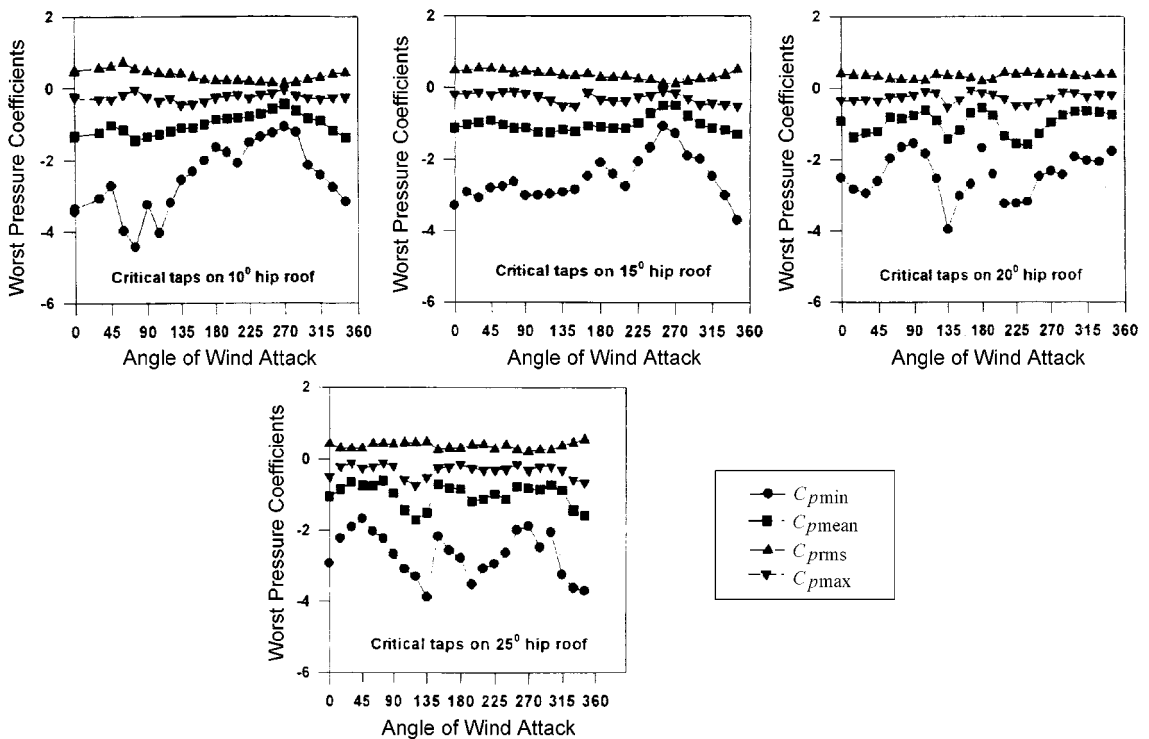 Worst Pressure Coefficients
2
0
-2
-4
-6
Critical taps on 10⁰ hip roof
0 45 90 135 180 225 270 315 360
Angle of Wind Attack
Worst Pressure Coefficients
2
0
-2
-4
-6
Critical taps on 15⁰ hip roof
0 45 90 135 180 225 270 315 360
Angle of Wind Attack
Worst Pressure Coefficients
2
0
-2
-4
-6
Critical taps on 20⁰ hip roof
0 45 90 135 180 225 270 315 360
Angle of Wind Attack
Worst Pressure Coefficients
2
0
-2
-4
-6
Critical taps on 25⁰ hip roof
0 45 90 135 180 225 270 315 360
Angle of Wind Attack
Cpmin
Cpmean
Cprms
Cpmax